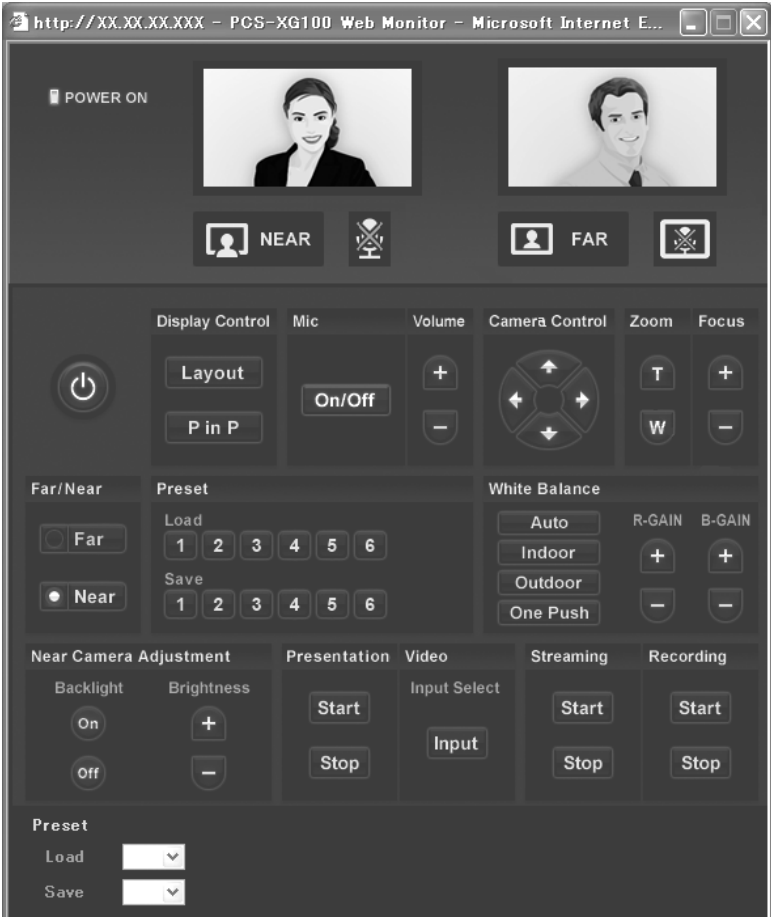 http://XX.XX.XX.XXX - PCS-XG100 Web Monitor - Microsoft Internet E...
POWER ON
NEAR
FAR
Display Control Mic Volume Camera Control Zoom Focus
Layout + T +
On/Off
P in P - W -
Far/Near Preset White Balance
Load Auto R-GAIN B-GAIN
Far 1 2 3 4 5 6 Indoor + +
Save Outdoor
Near 1 2 3 4 5 6 One Push - -
Near Camera Adjustment Presentation Video Streaming Recording
Backlight Brightness Input Select
On + Start Start Start
Input
Off - Stop Stop Stop
Preset
Load
Save